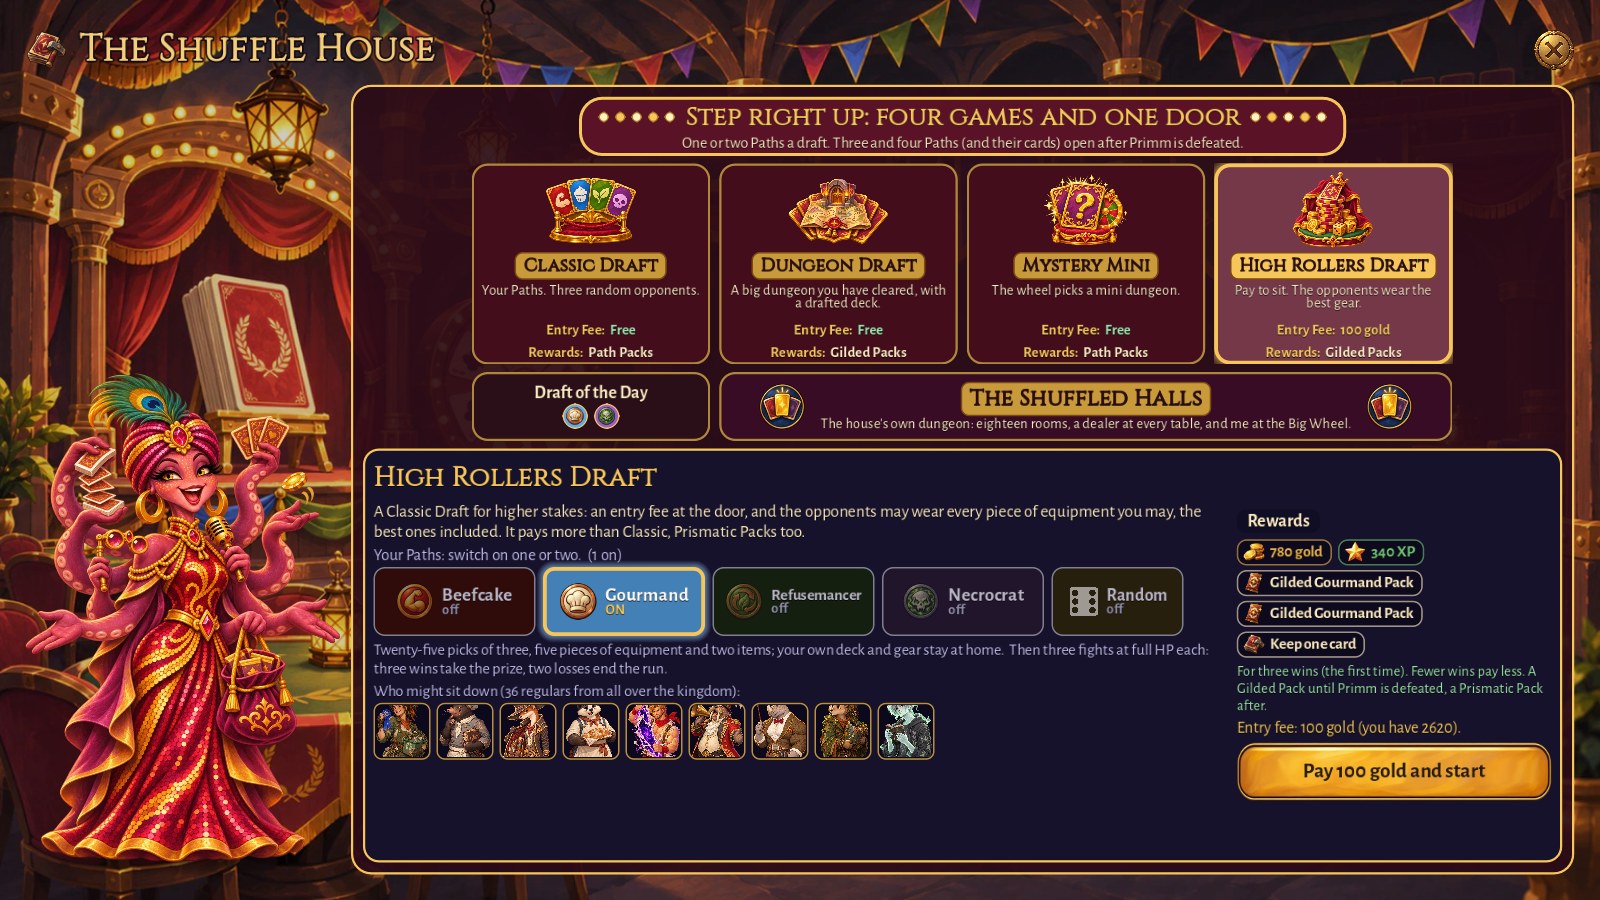 The Shuffle House
Step right up: four games and one door
One or two Paths a draft. Three and four Paths (and their cards) open after Primm is defeated.
Classic Draft
Your Paths. Three random opponents.
Entry Fee: Free
Rewards: Path Packs
Dungeon Draft
A big dungeon you have cleared, with
a drafted deck.
Entry Fee: Free
Rewards: Gilded Packs
Mystery Mini
?
The wheel picks a mini dungeon.
Entry Fee: Free
Rewards: Path Packs
High Rollers Draft
Pay to sit. The opponents wear the
best gear.
Entry Fee: 100 gold
Rewards: Gilded Packs
Draft of the Day
The Shuffled Halls
The house's own dungeon: eighteen rooms, a dealer at every table, and me at the Big Wheel.
High Rollers Draft
A Classic Draft for higher stakes: an entry fee at the door, and the opponents may wear every piece of equipment you may, the
best ones included. It pays more than Classic, Prismatic Packs too.
Your Paths: switch on one or two. (1 on)
Beefcake
off
Gourmand
ON
Refusemancer
off
Necrocrat
off
Random
off
Twenty-five picks of three, five pieces of equipment and two items; your own deck and gear stay at home. Then three fights at full HP each:
three wins take the prize, two losses end the run.
Who might sit down (36 regulars from all over the kingdom):
Rewards
780 gold
340 XP
Gilded Gourmand Pack
Gilded Gourmand Pack
Keep one card
For three wins (the first time). Fewer wins pay less. A
Gilded Pack until Primm is defeated, a Prismatic Pack
after.
Entry fee: 100 gold (you have 2620).
Pay 100 gold and start